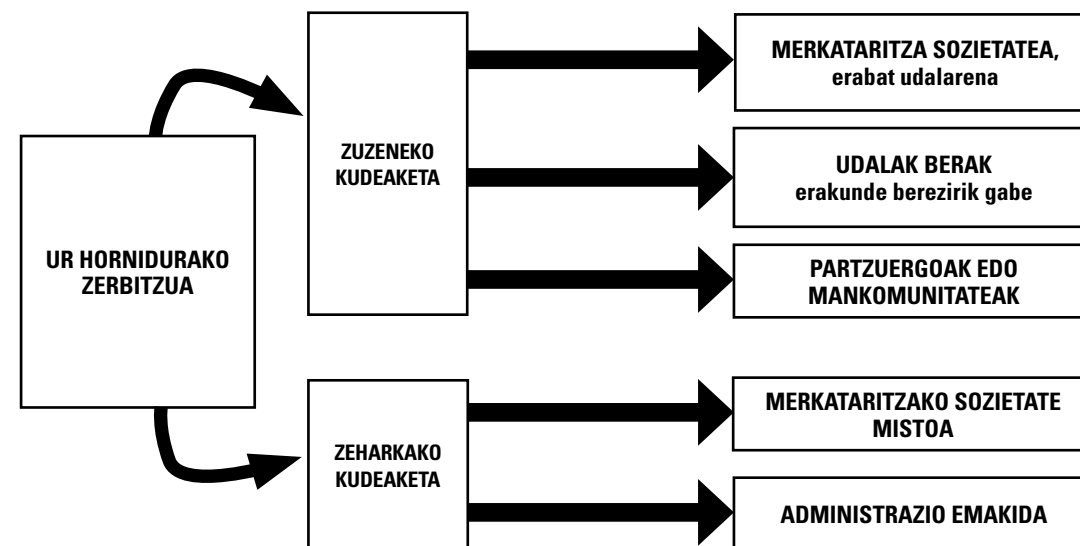 UR HORNIDURAKO
ZERBITZUA
ZUZENEKO
KUDEAKETA
MERKATARITZA SOZIETATEA,
erabat udalarena
UDALAK BERAK
erakunde berezirik gabe
PARTZUERGOAK EDO
MANKOMUNITATEAK
ZEHARKAKO
KUDEAKETA
MERKATARITZAKO SOZIETATE
MISTOA
ADMINISTRAZIO EMAKIDA